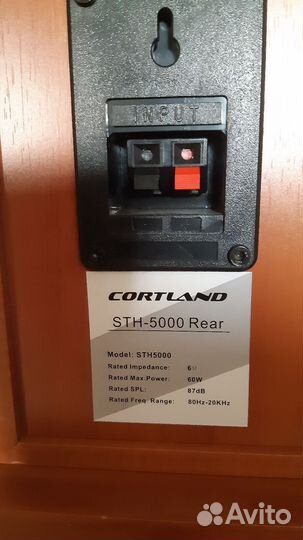 INPUT
CORTLAND
STH-5000 Rear
Model: STH5000
Rated Impedance: 6Ω
Rated Max.Power: 60W
Rated SPL: 87dB
Rated Freq. Range: 80Hz-20KHz
Avito